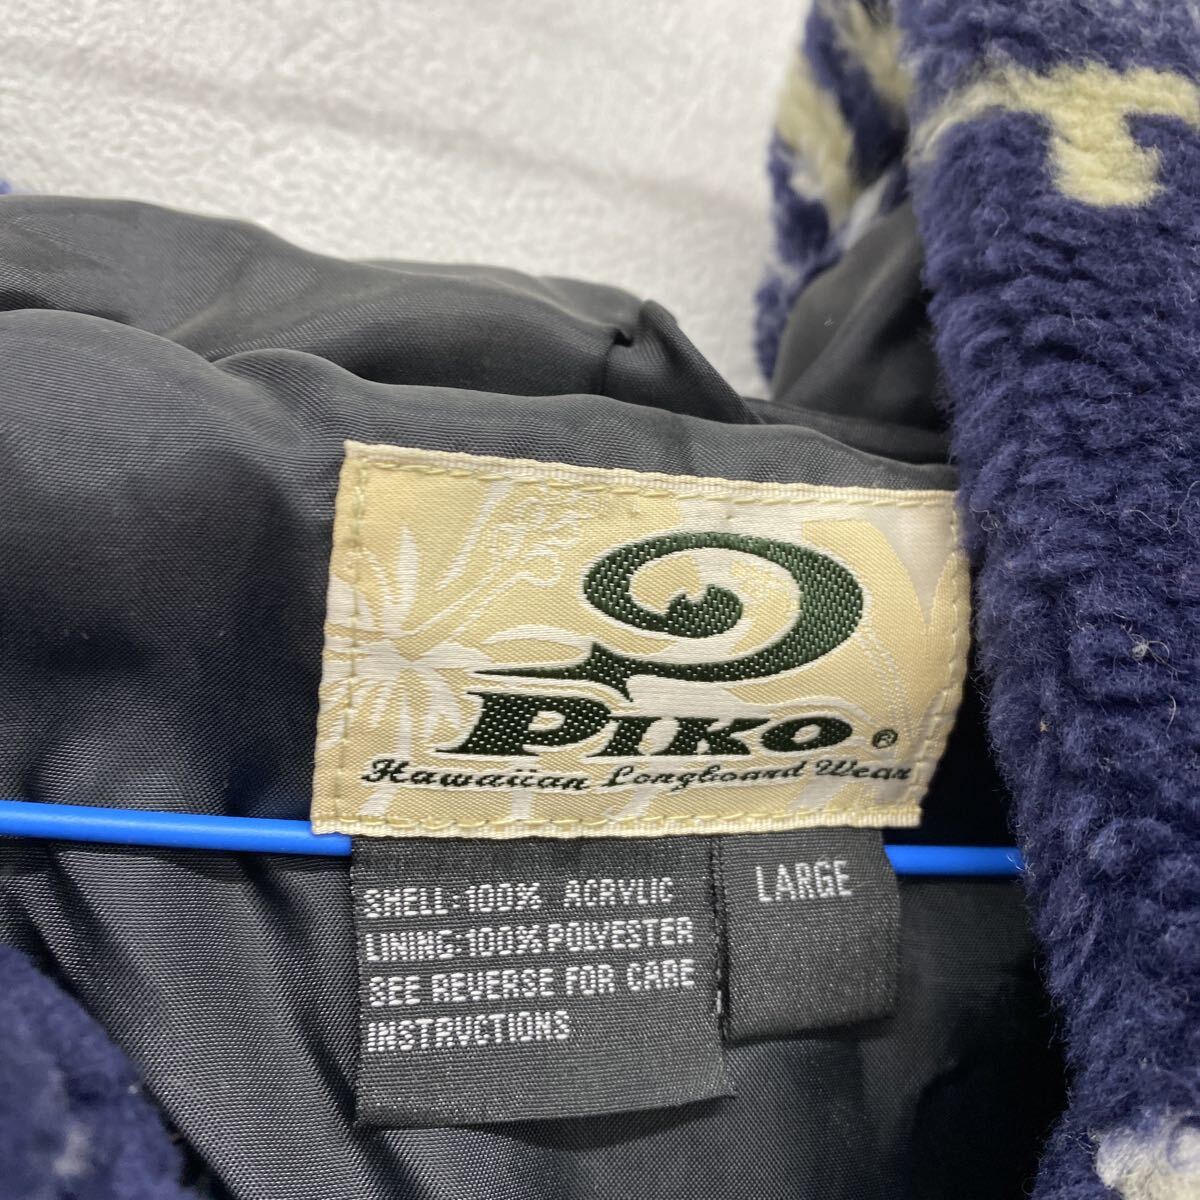 PIKO®
Hawaiian Longboard Wear
SHELL:100% ACRYLIC
LINING:100% POLYESTER
SEE REVERSE FOR CARE
INSTRUCTIONS
LARGE